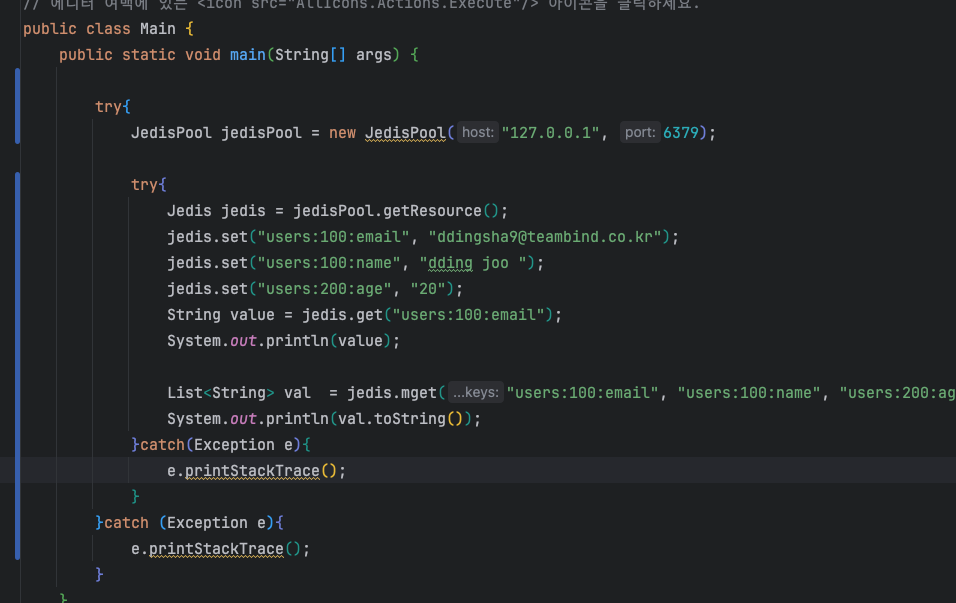 // 에디터 여백에 있는 <icon src="AllIcons.Actions.Execute"/> 아이콘을 클릭하세요.
public class Main {
public static void main(String[] args) {
try{
JedisPool jedisPool = new JedisPool( host: "127.0.0.1", port: 6379);
try{
Jedis jedis = jedisPool.getResource();
jedis.set("users:100:email", "ddingsha9@teambind.co.kr");
jedis.set("users:100:name", "dding joo ");
jedis.set("users:200:age", "20");
String value = jedis.get("users:100:email");
System.out.println(value);
List<String> val  = jedis.mget( ...keys: "users:100:email", "users:100:name", "users:200:ag
System.out.println(val.toString());
}catch(Exception e){
e.printStackTrace();
}
}catch (Exception e){
e.printStackTrace();
}
}